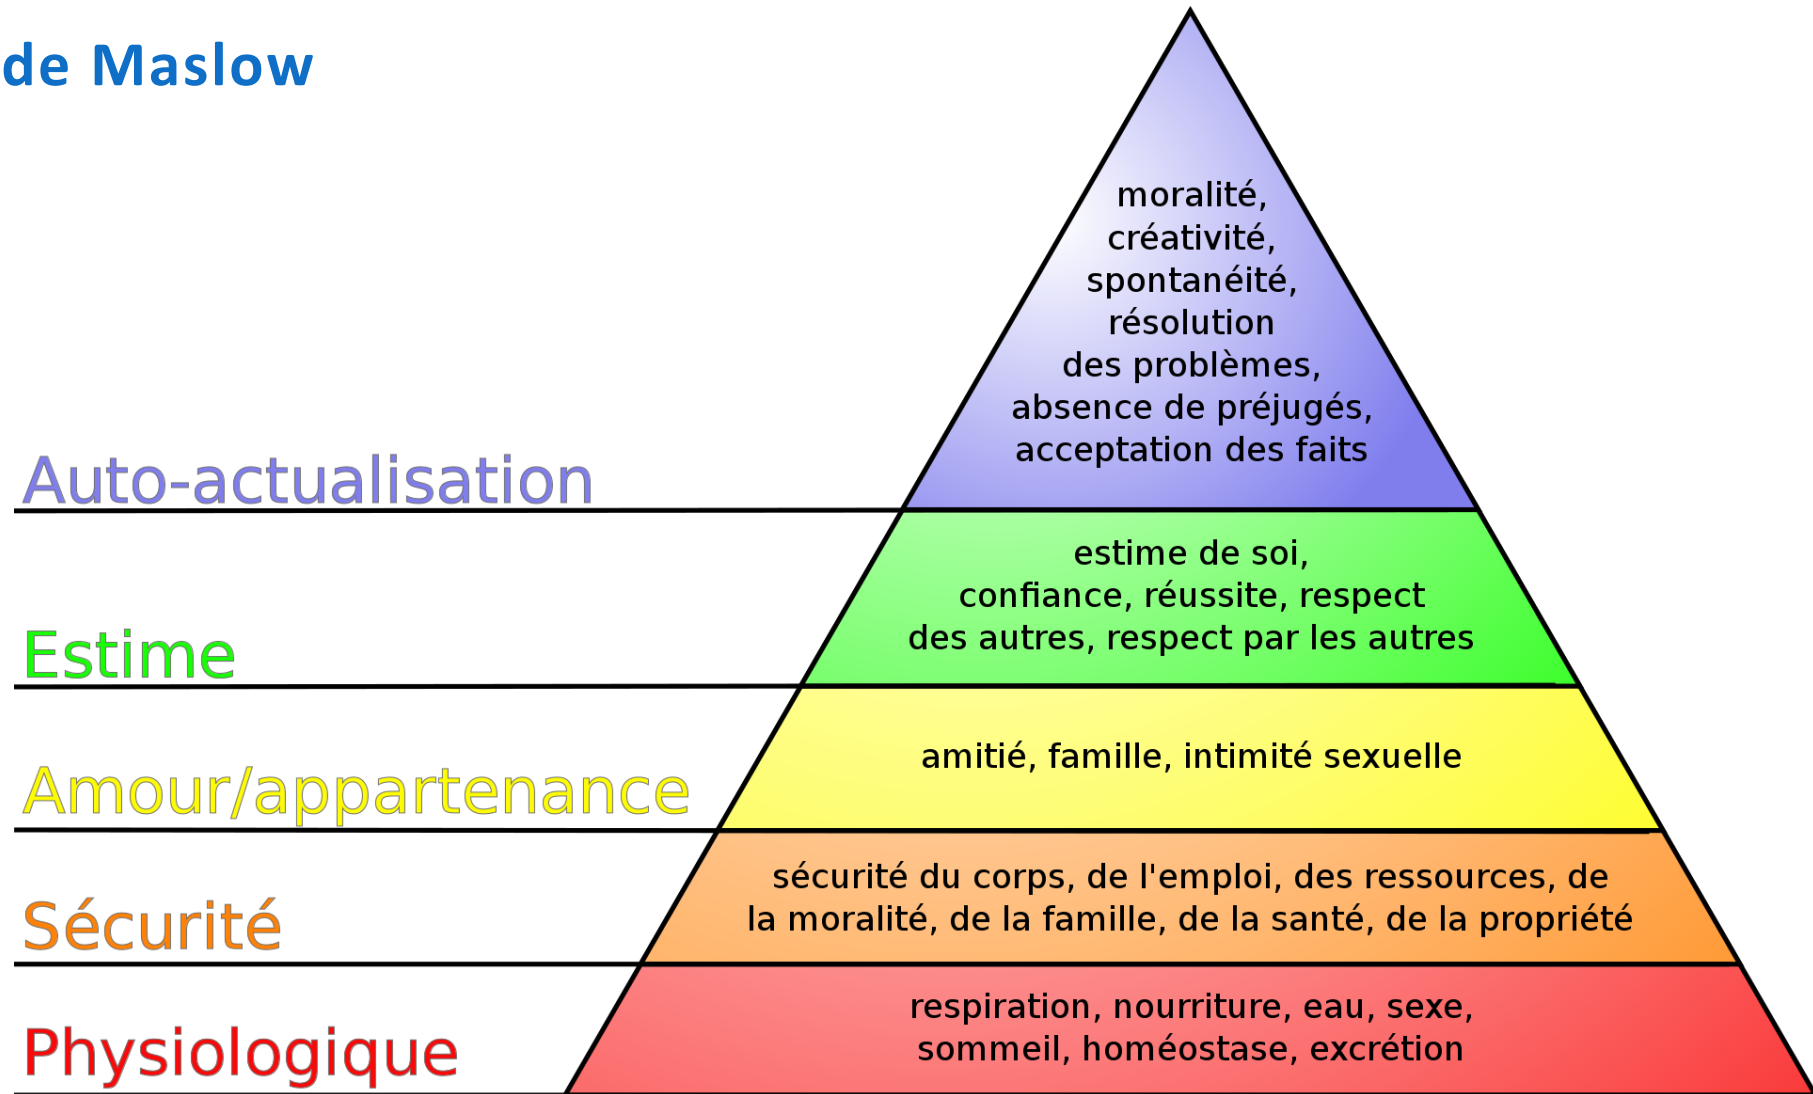 de Maslow
moralité,
créativité,
spontanéité,
résolution
des problèmes,
absence de préjugés,
acceptation des faits
Auto-actualisation
estime de soi,
confiance, réussite, respect
des autres, respect par les autres
Estime
amitié, famille, intimité sexuelle
Amour/appartenance
sécurité du corps, de l'emploi, des ressources, de
la moralité, de la famille, de la santé, de la propriété
Sécurité
respiration, nourriture, eau, sexe,
sommeil, homéostase, excrétion
Physiologique